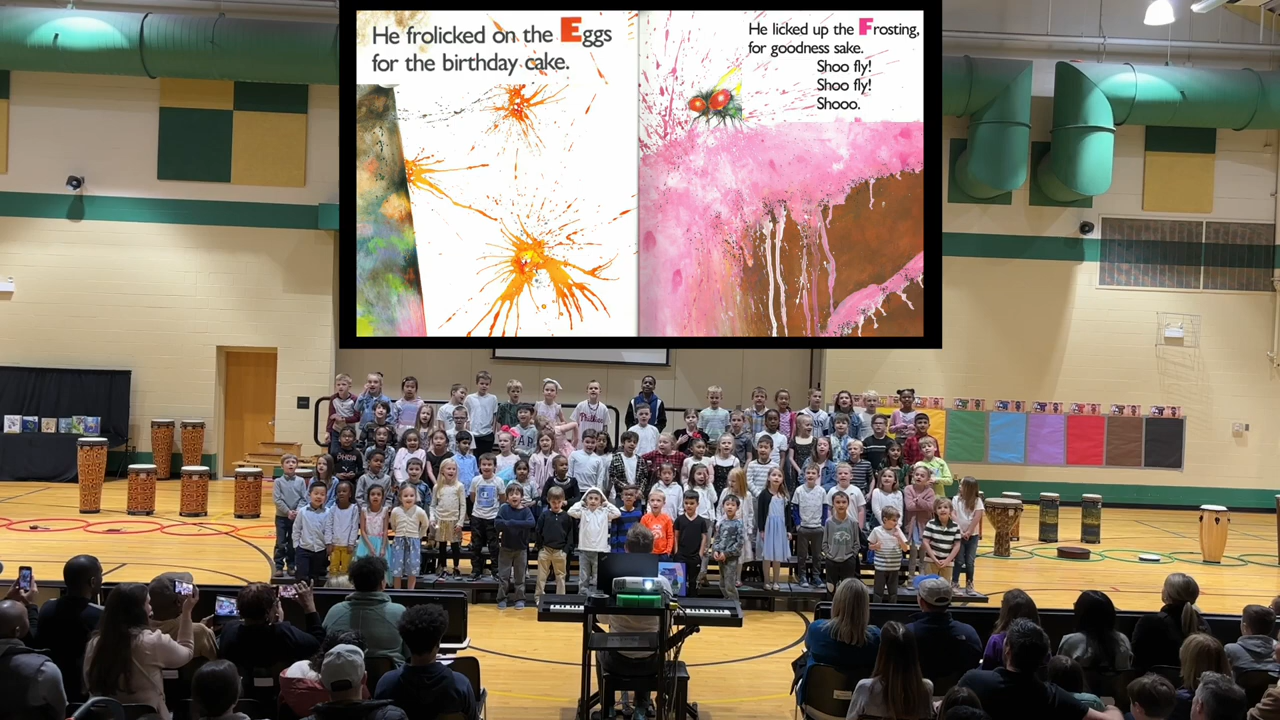 He frolicked on the Eggs
for the birthday cake.
He licked up the Frosting,
for goodness sake.
Shoo fly!
Shoo fly!
Shooo.
Phillies